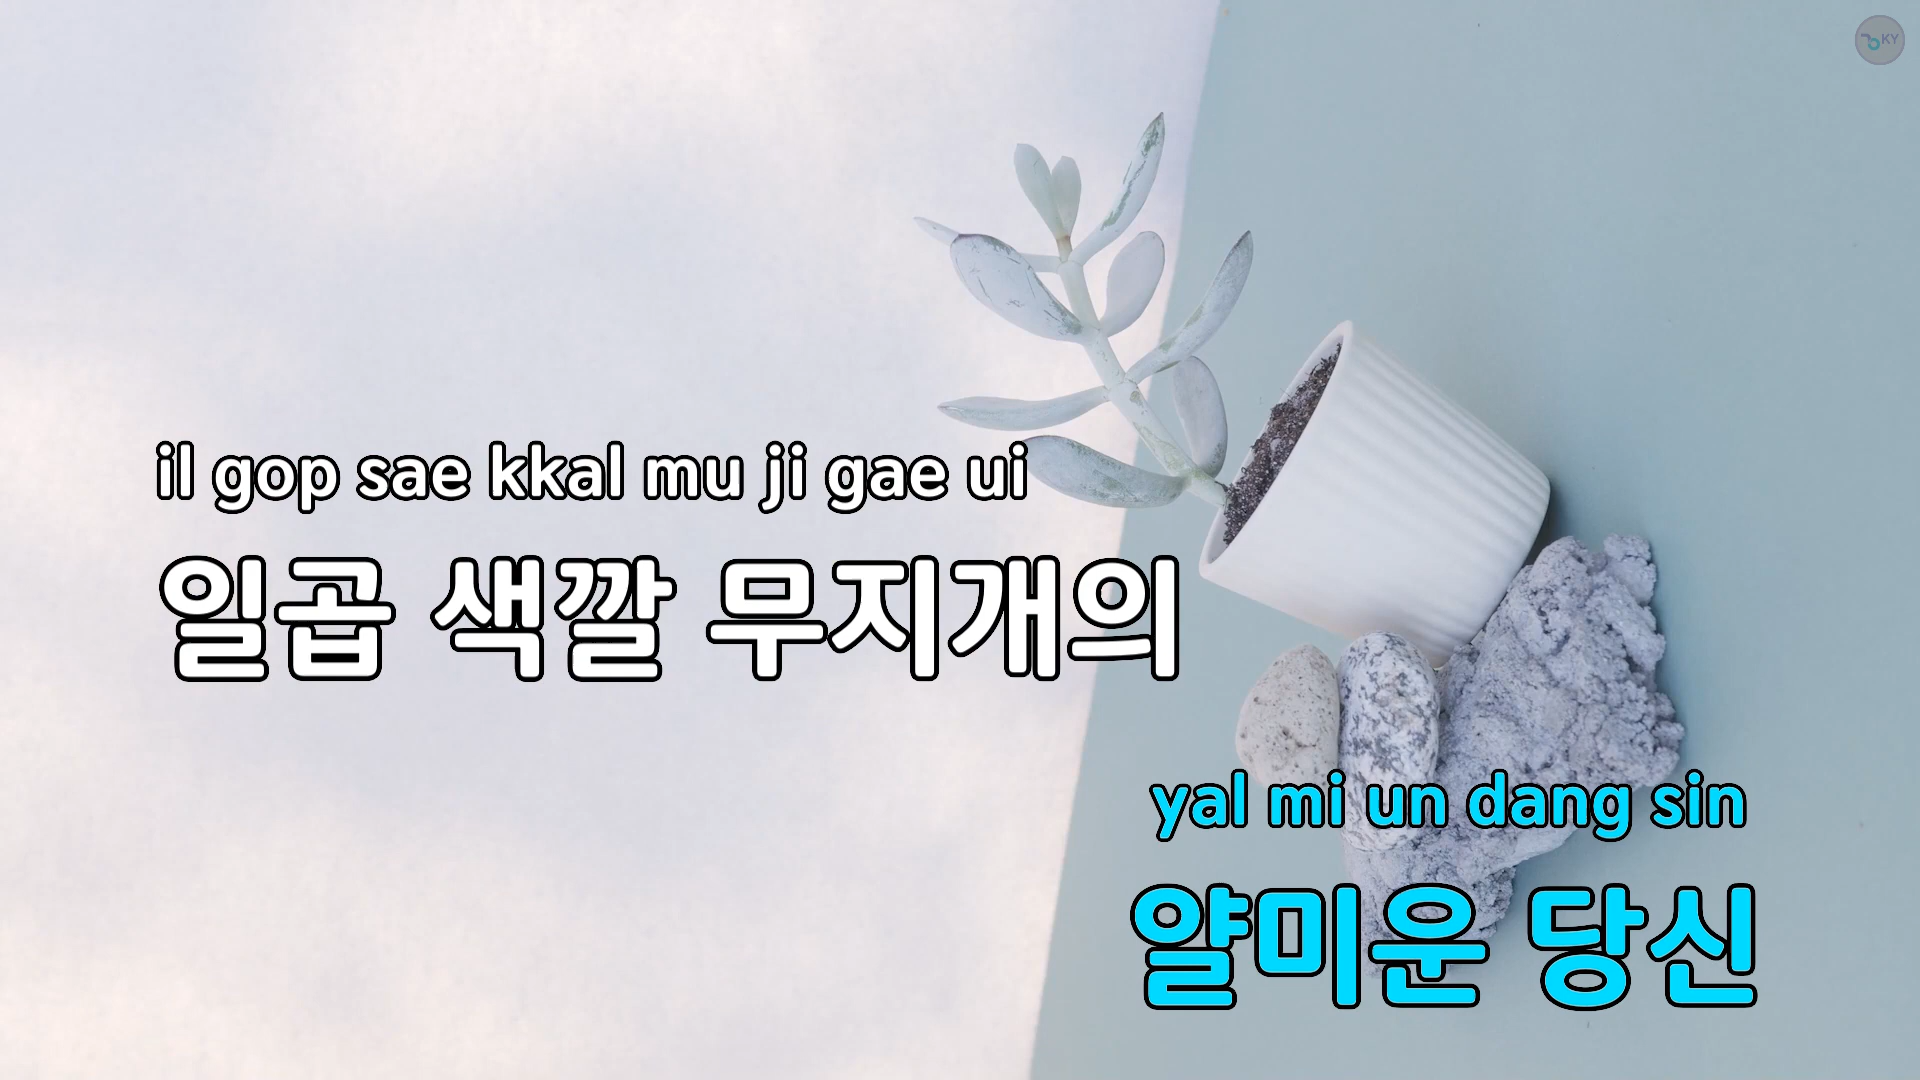 KY
il gop sae kkal mu ji gae ui
일곱 색깔 무지개의
yal mi un dang sin
얄미운 당신